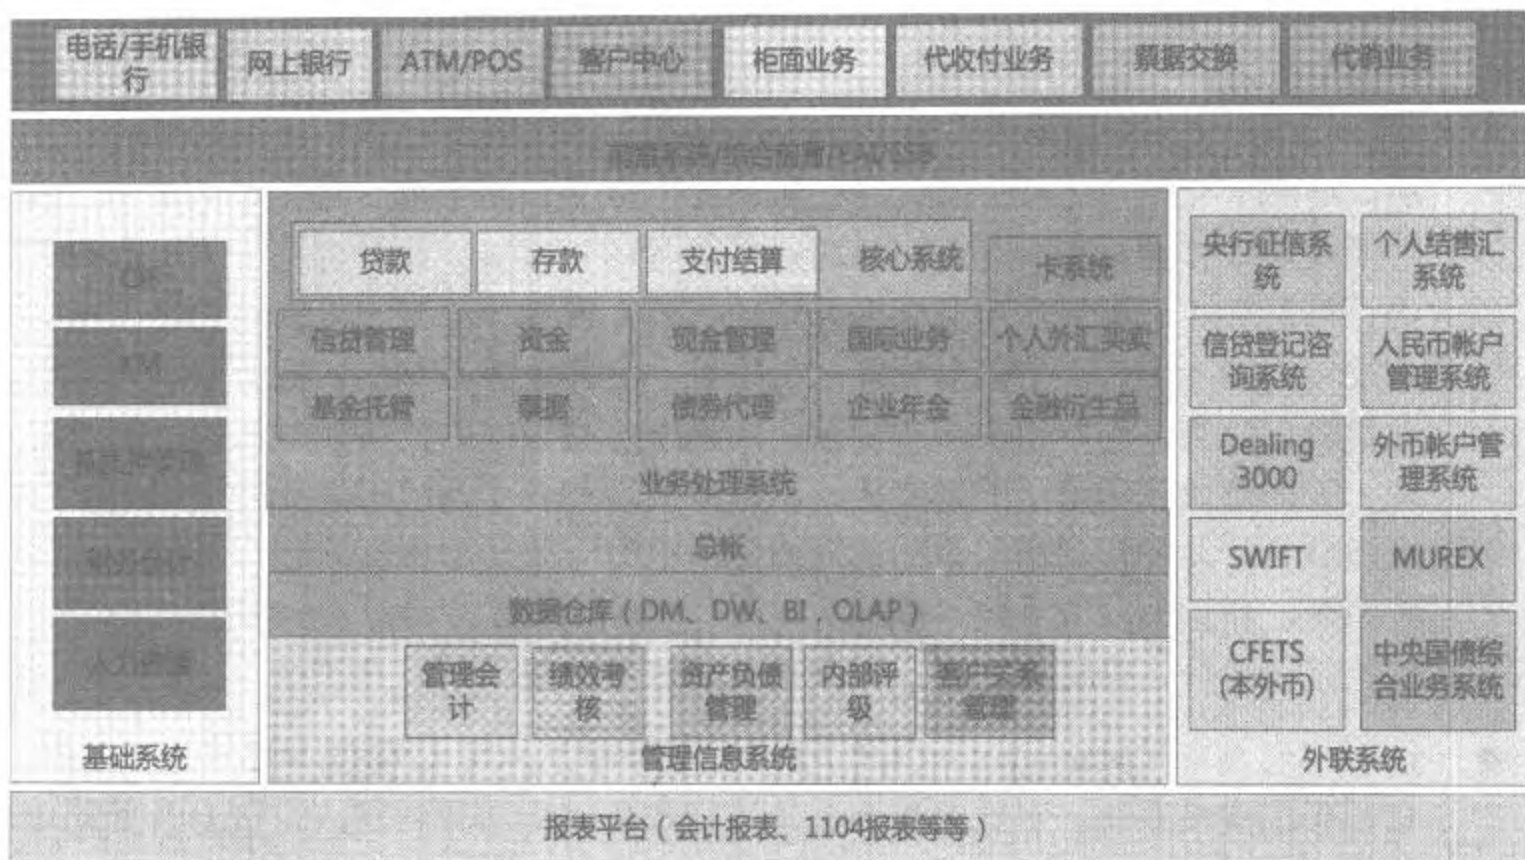 电话/手机银
行
网上银行
ATM/POS
客户中心
柜面业务
代收付业务
票据交换
代销业务
贷款
存款
支付结算
核心系统
卡系统
信贷管理
资金
现金管理
国际业务
个人外汇买卖
基金托管
票据
债券代理
企业年金
金融衍生品
业务处理系统
总帐
数据仓库（DM、DW、BI，OLAP）
管理会
计
绩效考
核
资产负债
管理
内部评
级
客户关系
管理
管理信息系统
OA
人力资源
基础系统
央行征信系
统
个人结售汇
系统
信贷登记咨
询系统
人民币帐户
管理系统
Dealing
3000
外币帐户管
理系统
SWIFT
MUREX
CFETS
(本外币)
中央国债综
合业务系统
外联系统
报表平台（会计报表、1104报表等等）